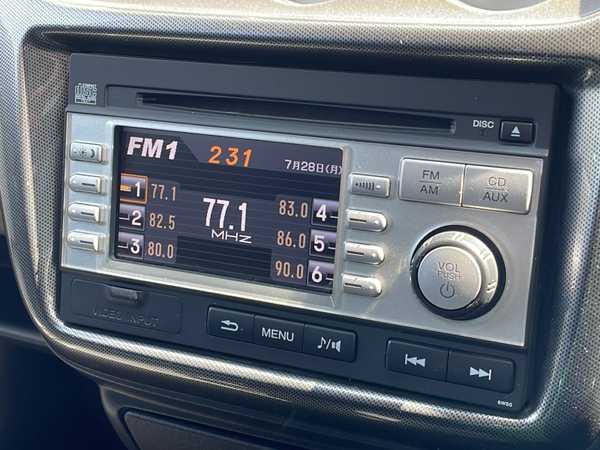 DISC
FM1 231
7月28日(月)
FM
AM
CD
AUX
1 77.1
2 82.5
3 80.0
77.1
MHZ
83.0 4
86.0 5
90.0 6
VOL
PUSH
VIDEO INPUT
MENU